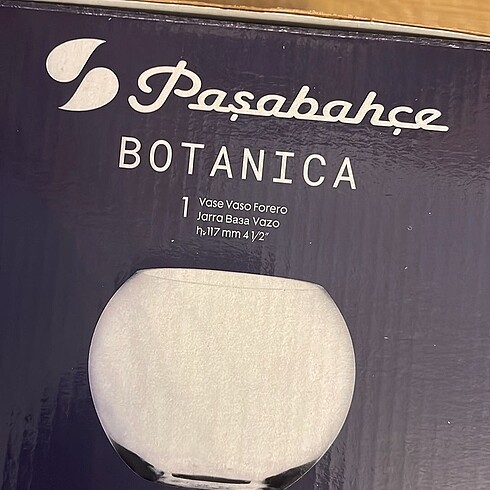 Paşabahçe
BOTANICA
1 Vase Vaso Forero
Jarra Ваза Vazo
h:117 mm 4 1/2"